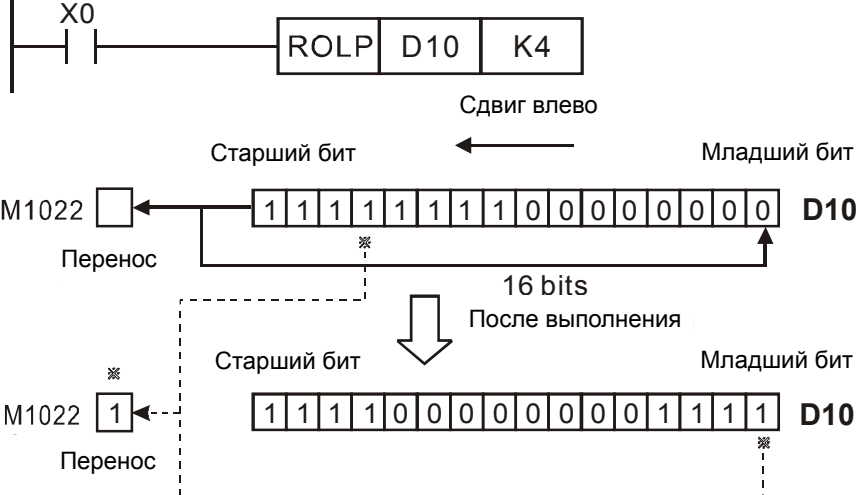 X0
ROLP D10 K4
Сдвиг влево
Старший бит Младший бит
M1022 1 1 1 1 1 1 1 1 0 0 0 0 0 0 0 0 D10
※
Перенос
16 bits
После выполнения
※
Старший бит Младший бит
M1022 1 1 1 1 1 0 0 0 0 0 0 0 0 1 1 1 1 D10
※
Перенос